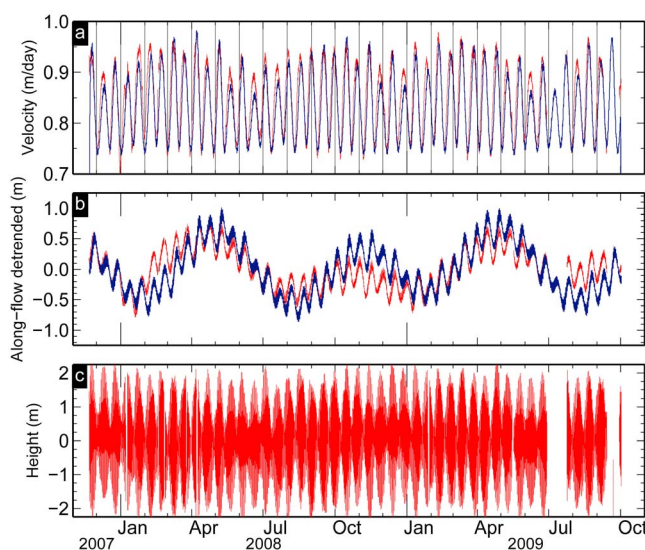 a
1.0
0.9
0.8
0.7
Velocity (m/day)
b
1.0
0.5
0.0
−0.5
−1.0
Along−flow detrended (m)
c
2
1
0
−1
−2
Height (m)
Jan Apr Jul Oct Jan Apr Jul Oct
2007 2008 2009